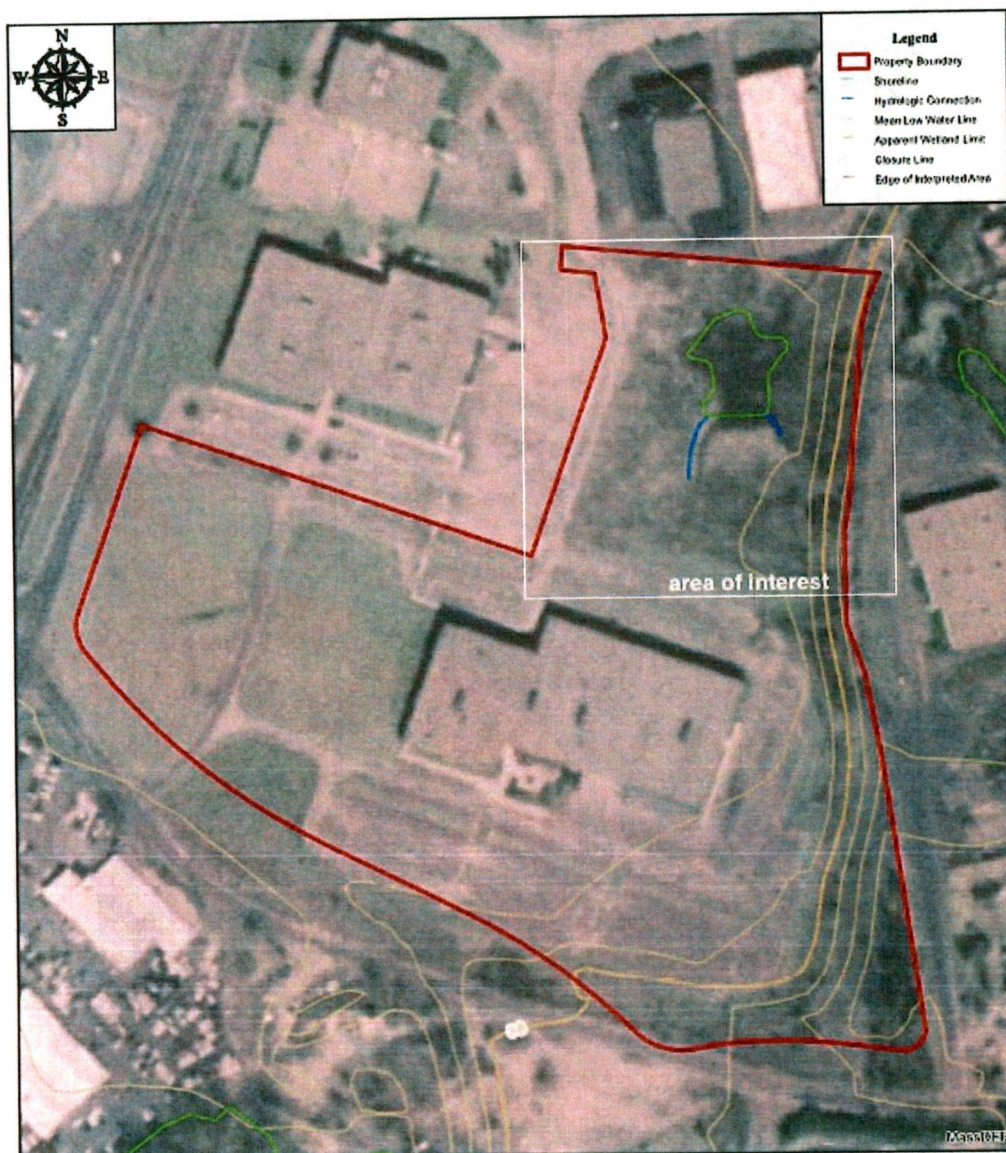 N
W E
S
Legend
Property Boundary
Shoreline
Hydrologic Connection
Mean Low Water Line
Apparent Wetland Limit
Closure Line
Edge of Interpreted Area
area of interest